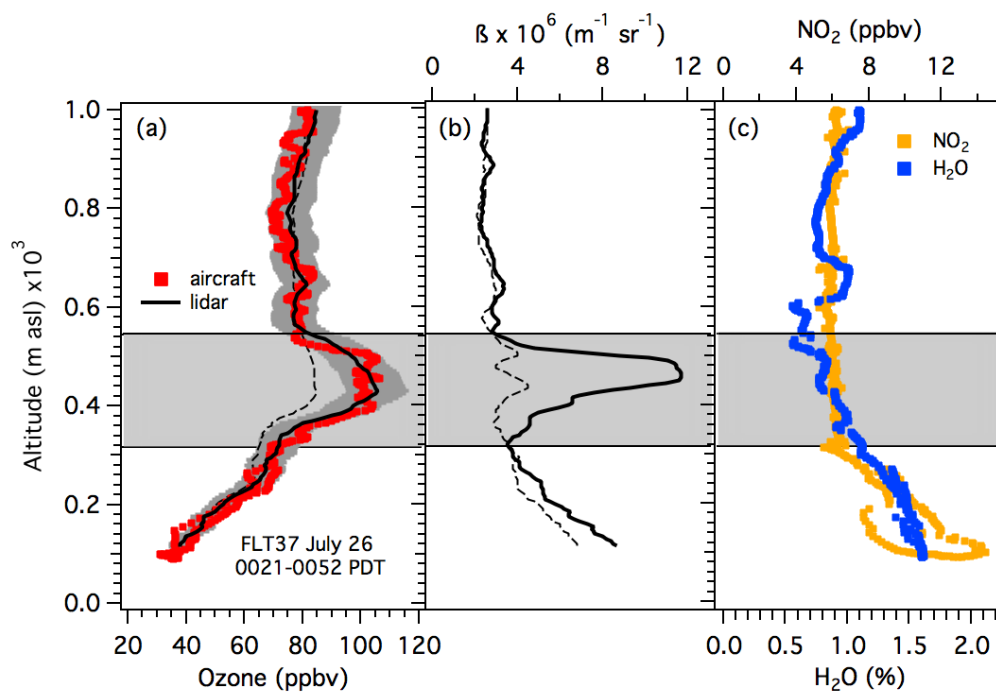 ß x 10⁶ (m⁻¹ sr⁻¹)
NO₂ (ppbv)
0 4 8 12
4 6 8 10 14
(a)
(b)
(c)
NO₂
H₂O
aircraft
lidar
FLT37 July 26
0021-0052 PDT
Altitude (m asl) x10³
1.0
0.8
0.6
0.4
0.2
0.0
20 40 60 80 100 120
0.0 0.5 1.0 1.5 2.0
Ozone (ppbv)
H₂O (%)